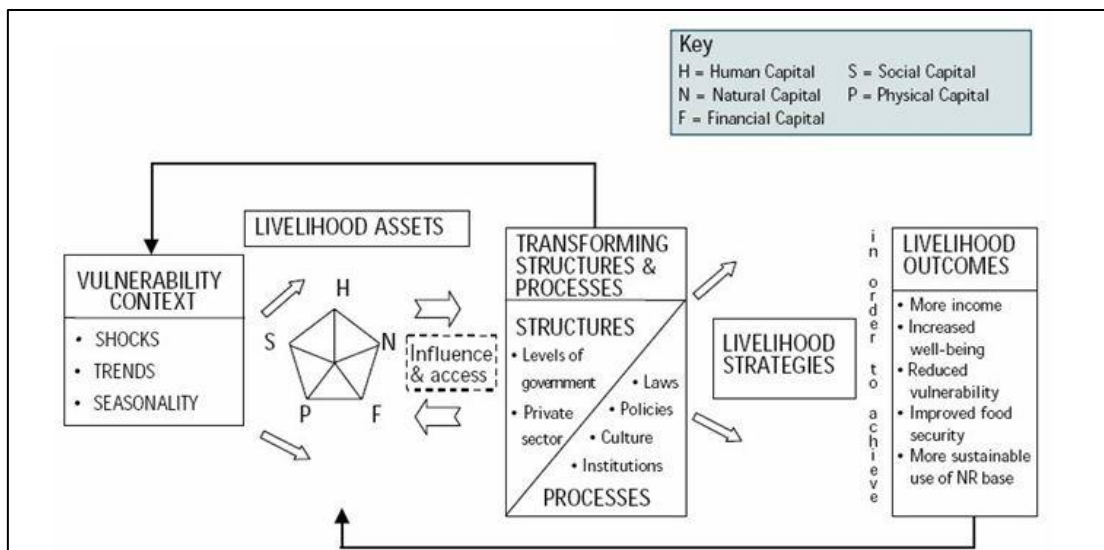 Key
H = Human Capital S = Social Capital
N = Natural Capital P = Physical Capital
F = Financial Capital
LIVELIHOOD ASSETS
VULNERABILITY
CONTEXT
• SHOCKS
• TRENDS
• SEASONALITY
H
S
N
P
F
Influence
& access
TRANSFORMING
STRUCTURES &
PROCESSES
STRUCTURES
• Levels of
government
• Private
sector
• Laws
• Policies
• Culture
• Institutions
PROCESSES
LIVELIHOOD
STRATEGIES
in order to achieve
LIVELIHOOD
OUTCOMES
• More income
• Increased
well-being
• Reduced
vulnerability
• Improved food
security
• More sustainable
use of NR base